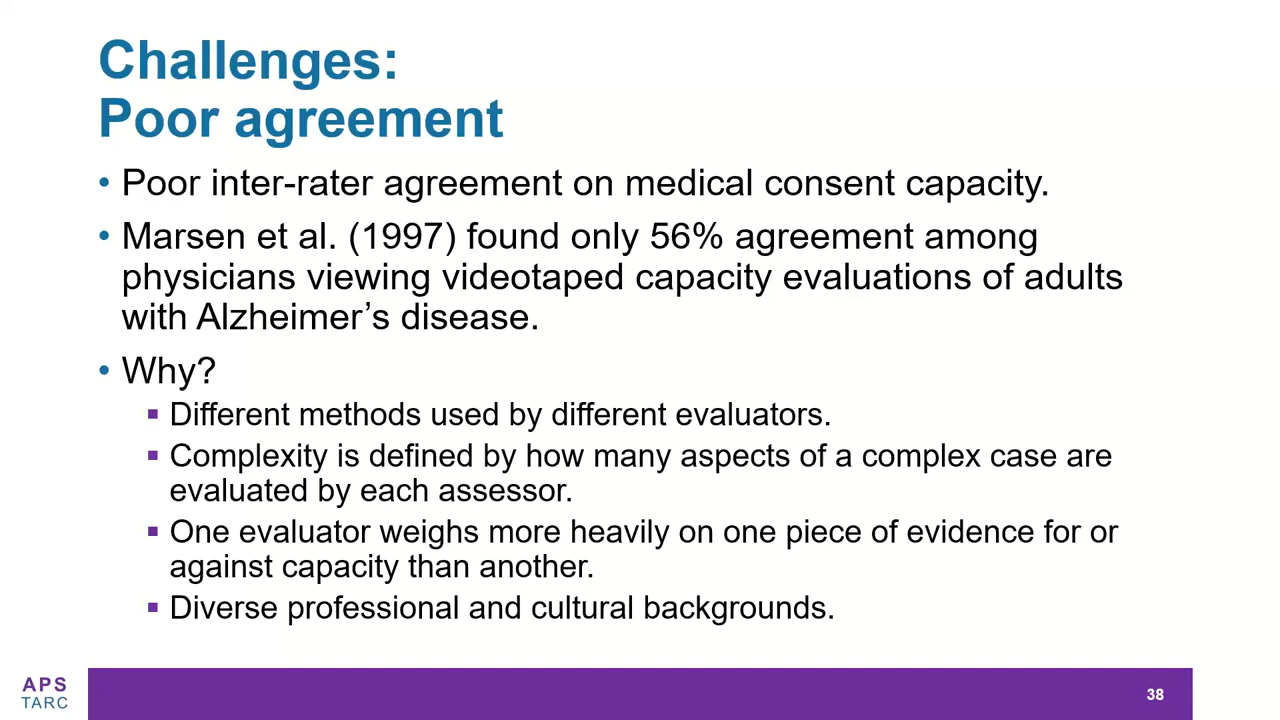 Challenges:
Poor agreement
• Poor inter-rater agreement on medical consent capacity.
• Marsen et al. (1997) found only 56% agreement among
physicians viewing videotaped capacity evaluations of adults
with Alzheimer’s disease.
• Why?
▪ Different methods used by different evaluators.
▪ Complexity is defined by how many aspects of a complex case are
evaluated by each assessor.
▪ One evaluator weighs more heavily on one piece of evidence for or
against capacity than another.
▪ Diverse professional and cultural backgrounds.
APS
TARC
38